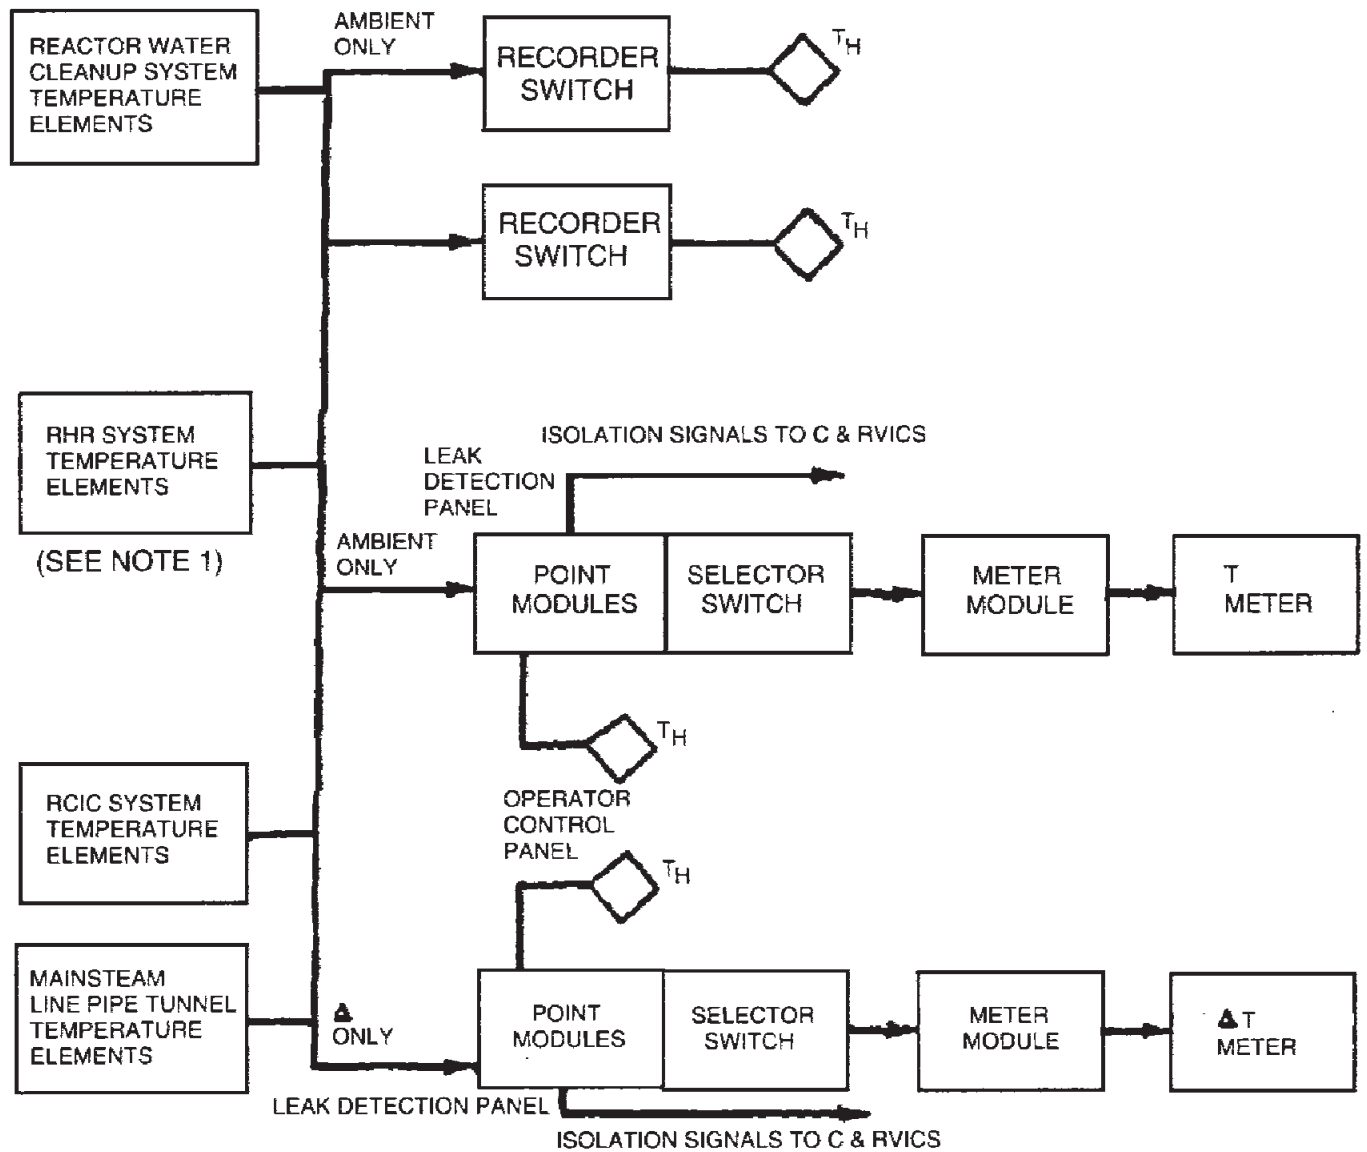 REACTOR WATER
CLEANUP SYSTEM
TEMPERATURE
ELEMENTS
AMBIENT
ONLY
RECORDER
SWITCH
TH
RECORDER
SWITCH
TH
RHR SYSTEM
TEMPERATURE
ELEMENTS
(SEE NOTE 1)
ISOLATION SIGNALS TO C & RVICS
LEAK
DETECTION
PANEL
AMBIENT
ONLY
POINT
MODULES
SELECTOR
SWITCH
METER
MODULE
T
METER
TH
OPERATOR
CONTROL
PANEL
TH
RCIC SYSTEM
TEMPERATURE
ELEMENTS
MAINSTEAM
LINE PIPE TUNNEL
TEMPERATURE
ELEMENTS
Δ
ONLY
POINT
MODULES
SELECTOR
SWITCH
METER
MODULE
Δ T
METER
LEAK DETECTION PANEL
ISOLATION SIGNALS TO C & RVICS